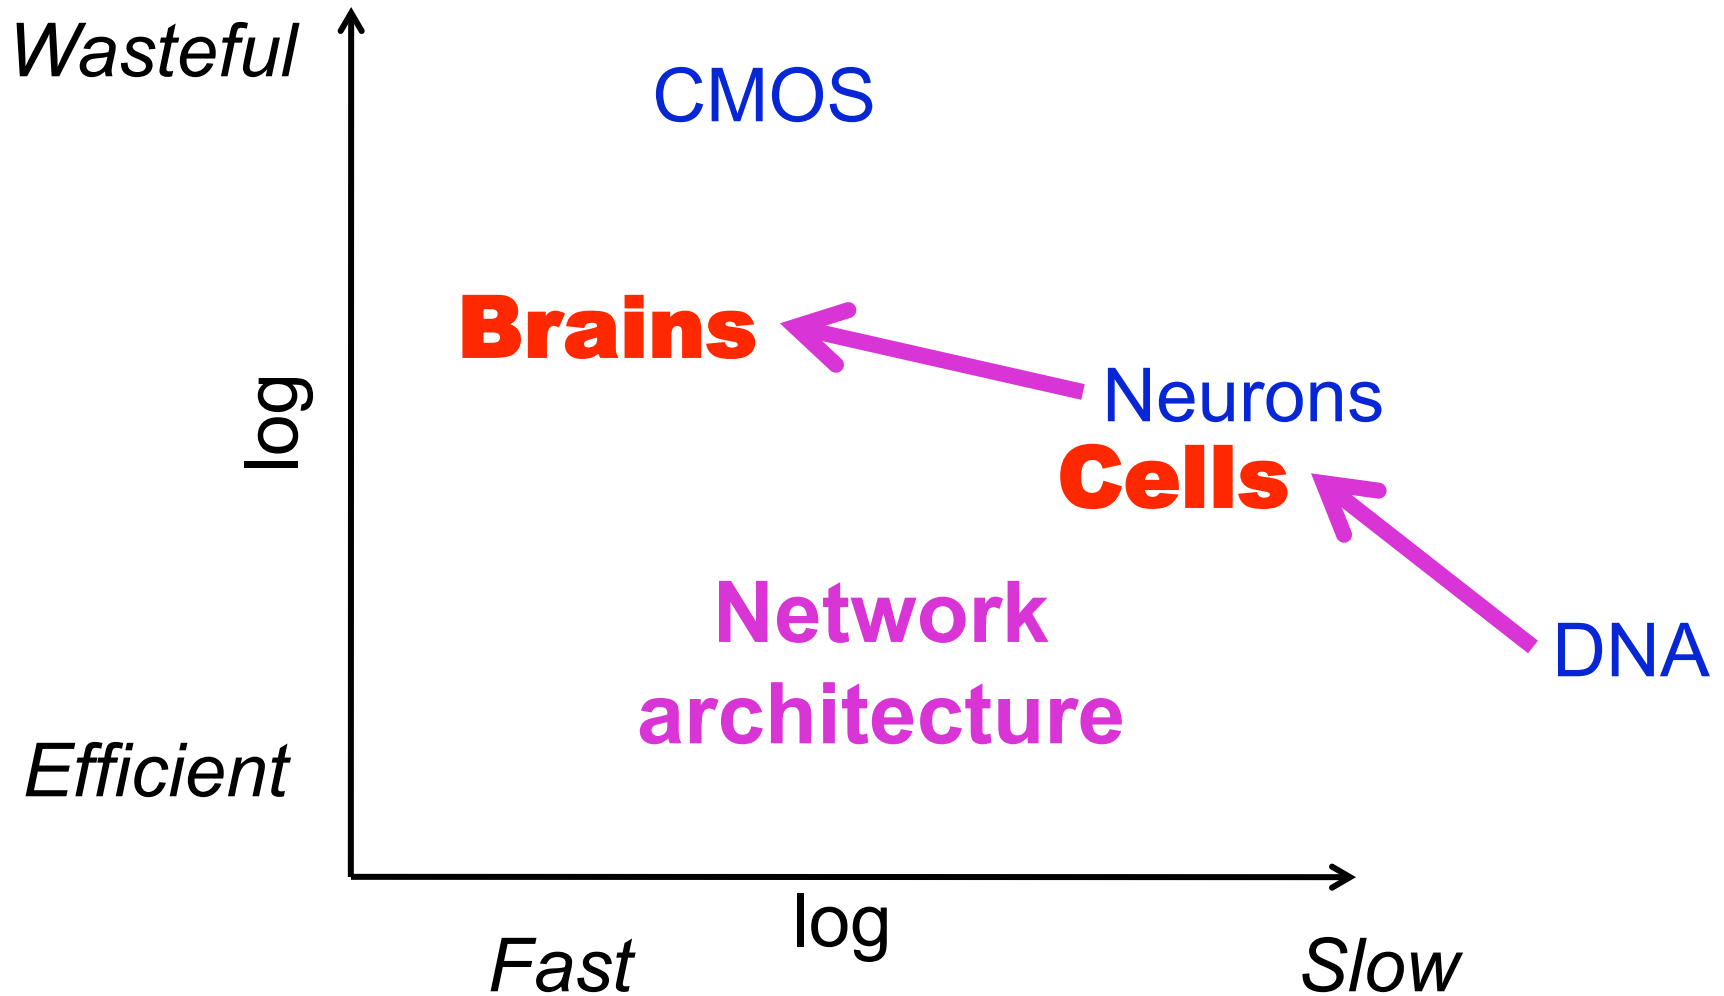 Wasteful
CMOS
Brains
Neurons
log
Cells
Network
architecture
DNA
Efficient
log
Fast
Slow